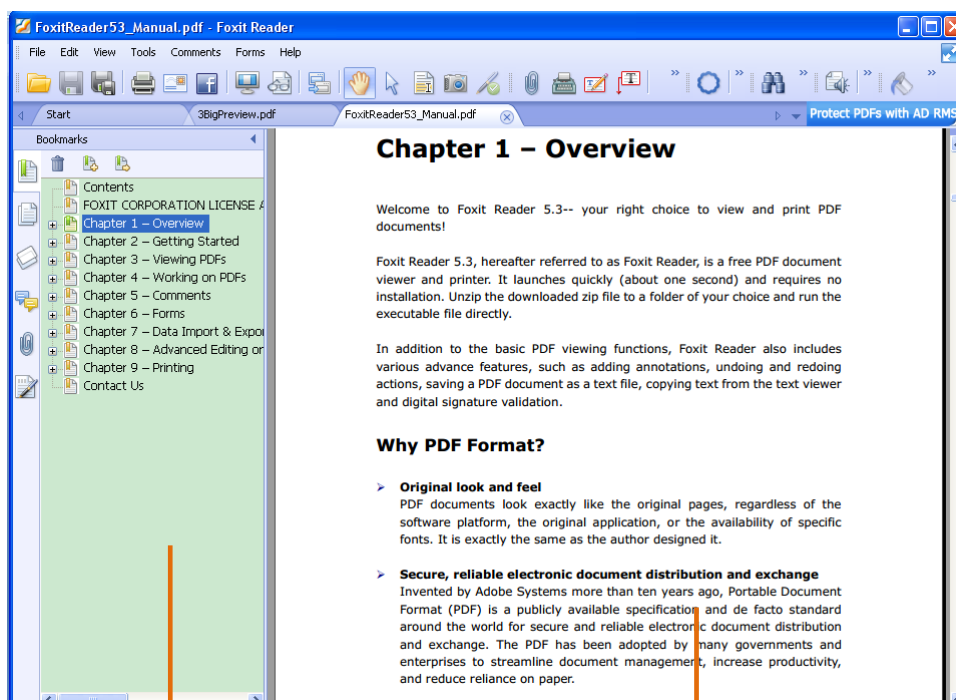 FoxitReader53_Manual.pdf - Foxit Reader
File Edit View Tools Comments Forms Help
Start 3BigPreview.pdf FoxitReader53_Manual.pdf Protect PDFs with AD RMS
Bookmarks
Contents
FOXIT CORPORATION LICENSE A
Chapter 1 – Overview
Chapter 2 – Getting Started
Chapter 3 – Viewing PDFs
Chapter 4 – Working on PDFs
Chapter 5 – Comments
Chapter 6 – Forms
Chapter 7 – Data Import & Expor
Chapter 8 – Advanced Editing or
Chapter 9 – Printing
Contact Us
Chapter 1 – Overview
Welcome to Foxit Reader 5.3-- your right choice to view and print PDF
documents!
Foxit Reader 5.3, hereafter referred to as Foxit Reader, is a free PDF document
viewer and printer. It launches quickly (about one second) and requires no
installation. Unzip the downloaded zip file to a folder of your choice and run the
executable file directly.
In addition to the basic PDF viewing functions, Foxit Reader also includes
various advance features, such as adding annotations, undoing and redoing
actions, saving a PDF document as a text file, copying text from the text viewer
and digital signature validation.
Why PDF Format?
➢ Original look and feel
PDF documents look exactly like the original pages, regardless of the
software platform, the original application, or the availability of specific
fonts. It is exactly the same as the author designed it.
➢ Secure, reliable electronic document distribution and exchange
Invented by Adobe Systems more than ten years ago, Portable Document
Format (PDF) is a publicly available specification and de facto standard
around the world for secure and reliable electronic document distribution
and exchange. The PDF has been adopted by many governments and
enterprises to streamline document management, increase productivity,
and reduce reliance on paper.